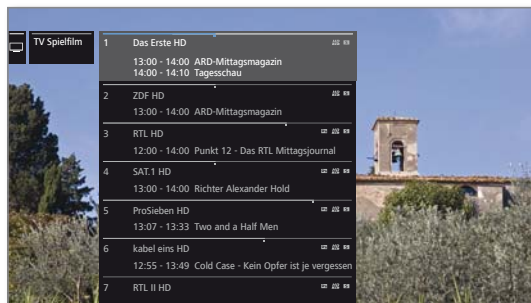 TV Spielfilm
1 Das Erste HD
13:00 - 14:00 ARD-Mittagsmagazin
14:00 - 14:10 Tagesschau
2 ZDF HD
13:00 - 14:00 ARD-Mittagsmagazin
3 RTL HD
12:00 - 14:00 Punkt 12 - Das RTL Mittagsjournal
4 SAT.1 HD
13:00 - 14:00 Richter Alexander Hold
5 ProSieben HD
13:07 - 13:33 Two and a Half Men
6 kabel eins HD
12:55 - 13:49 Cold Case - Kein Opfer ist je vergessen
7 RTL II HD